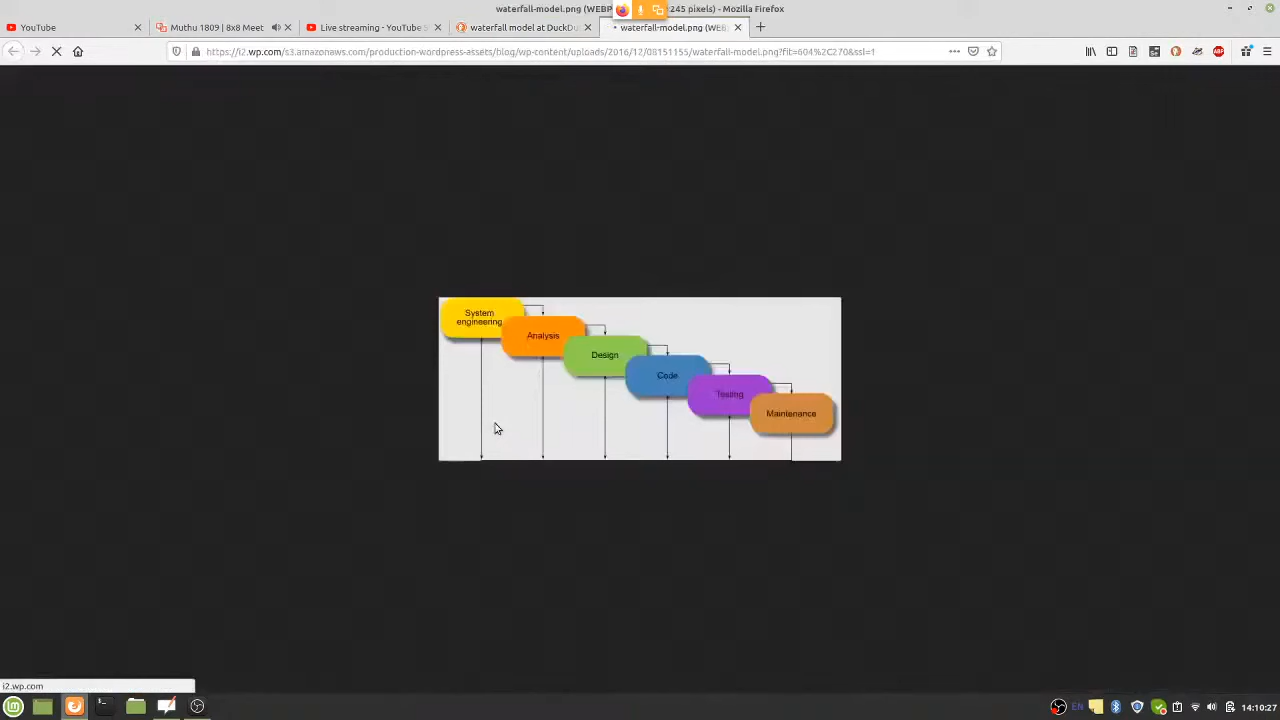 waterfall-model.png (WEBP
245 pixels) - Mozilla Firefox
YouTube
Muthu 1809 | 8x8 Meet
Live streaming - YouTube S
waterfall model at DuckDu
waterfall-model.png (WEB
https://i2.wp.com/s3.amazonaws.com/production-wordpress-assets/blog/wp-content/uploads/2016/12/08151155/waterfall-model.png?fit=604%2C270&ssl=1
System
engineering
Analysis
Design
Code
Testing
Maintenance
i2.wp.com
EN
14:10:27